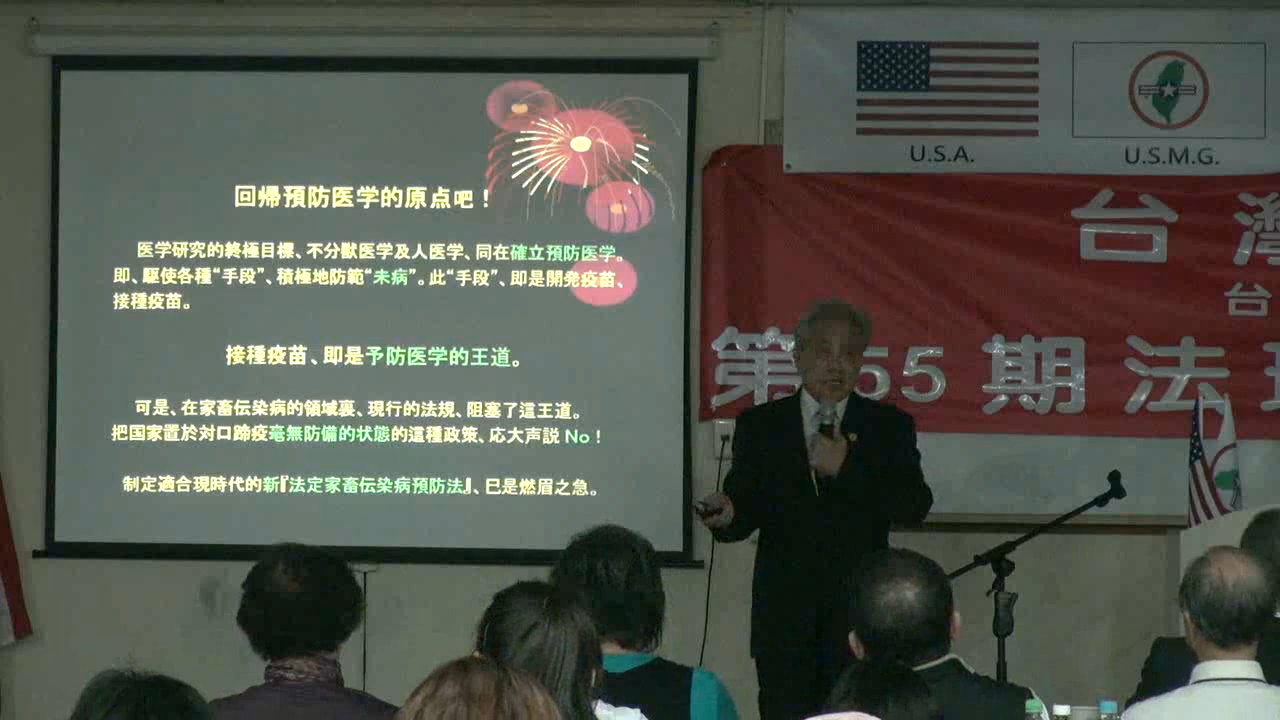 回帰預防医学的原点吧！
医学研究的終極目標、不分獣医学及人医学、同在確立預防医学。
即、駆使各種“手段”、積極地防範“未病”。此“手段”、即是開発疫苗、
接種疫苗。
接種疫苗、即是予防医学的王道。
可是、在家畜伝染病的領域裏、現行的法規、阻塞了這王道。
把国家置於対口蹄疫毫無防備的状態的這種政策、応大声説 No！
制定適合現時代的新『法定家畜伝染病預防法』、巳是燃眉之急。
U.S.A.
U.S.M.G.
台灣
台
第 55 期法理